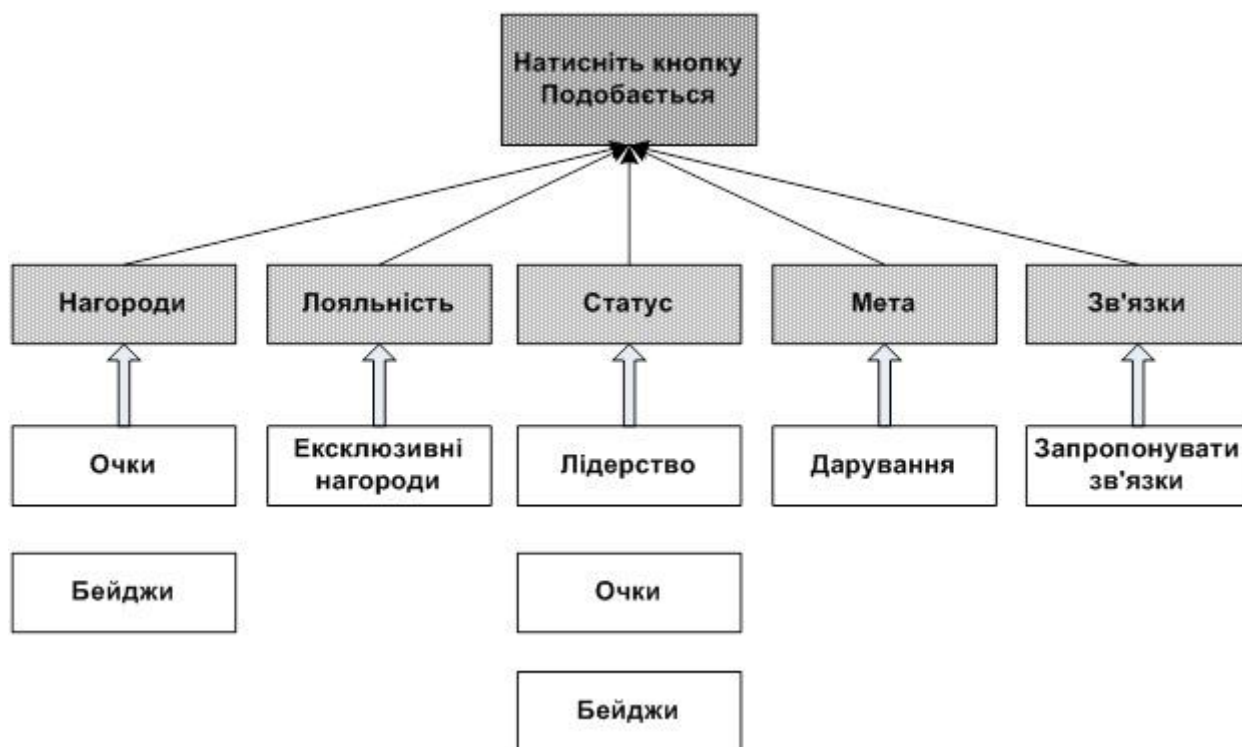 Натисніть кнопку
Подобається
Нагороди
Лояльність
Статус
Мета
Зв'язки
Очки
Ексклюзивні
нагороди
Лідерство
Дарування
Запропонувати
зв'язки
Бейджи
Очки
Бейджи